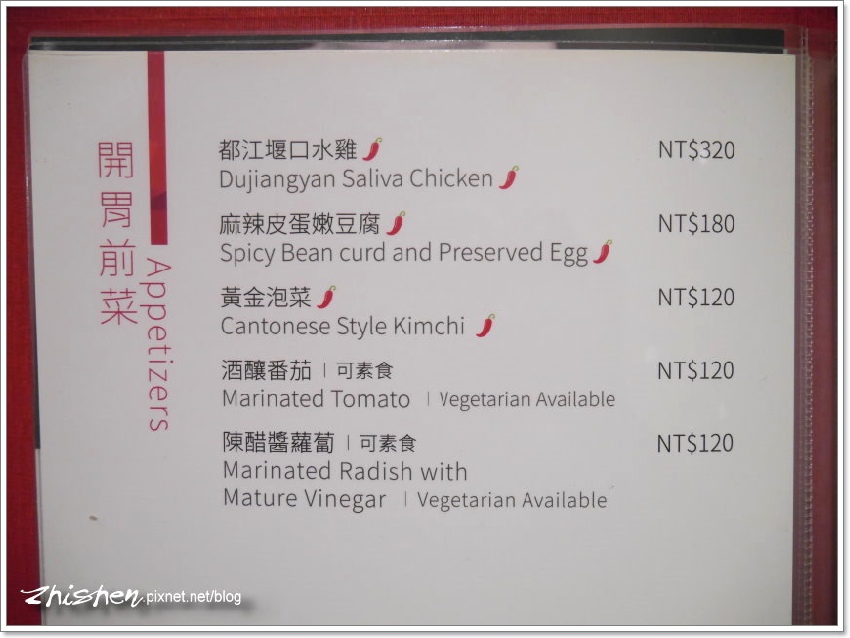 開胃前菜
Appetizers
都江堰口水雞 NT$320
Dujiangyan Saliva Chicken
麻辣皮蛋嫩豆腐 NT$180
Spicy Bean curd and Preserved Egg
黃金泡菜 NT$120
Cantonese Style Kimchi
酒釀番茄 | 可素食 NT$120
Marinated Tomato | Vegetarian Available
陳醋醬蘿蔔 | 可素食 NT$120
Marinated Radish with
Mature Vinegar | Vegetarian Available
zhishen.pixnet.net/blog